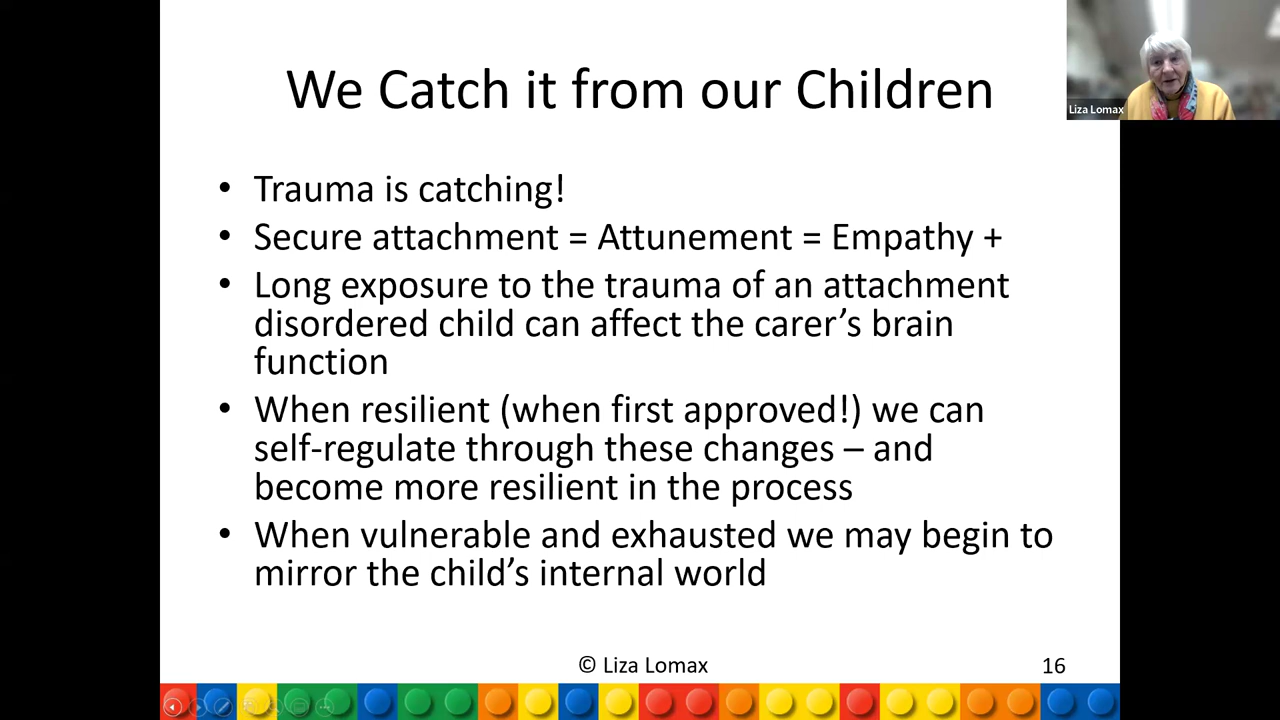 We Catch it from our Children
Liza Lomax
• Trauma is catching!
• Secure attachment = Attunement = Empathy +
• Long exposure to the trauma of an attachment
disordered child can affect the carer’s brain
function
• When resilient (when first approved!) we can
self-regulate through these changes – and
become more resilient in the process
• When vulnerable and exhausted we may begin to
mirror the child’s internal world
© Liza Lomax
16